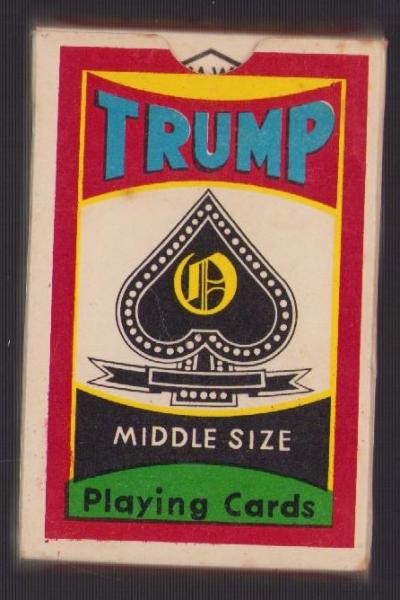 TRUMP
O
MIDDLE SIZE
Playing Cards